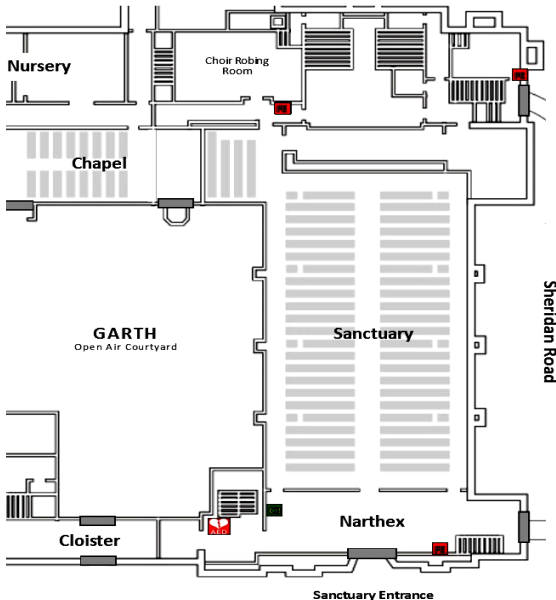 Nursery
Choir Robing
Room
Chapel
GARTH
Open Air Courtyard
Sanctuary
Sheridan Road
AED
Narthex
Cloister
Sanctuary Entrance